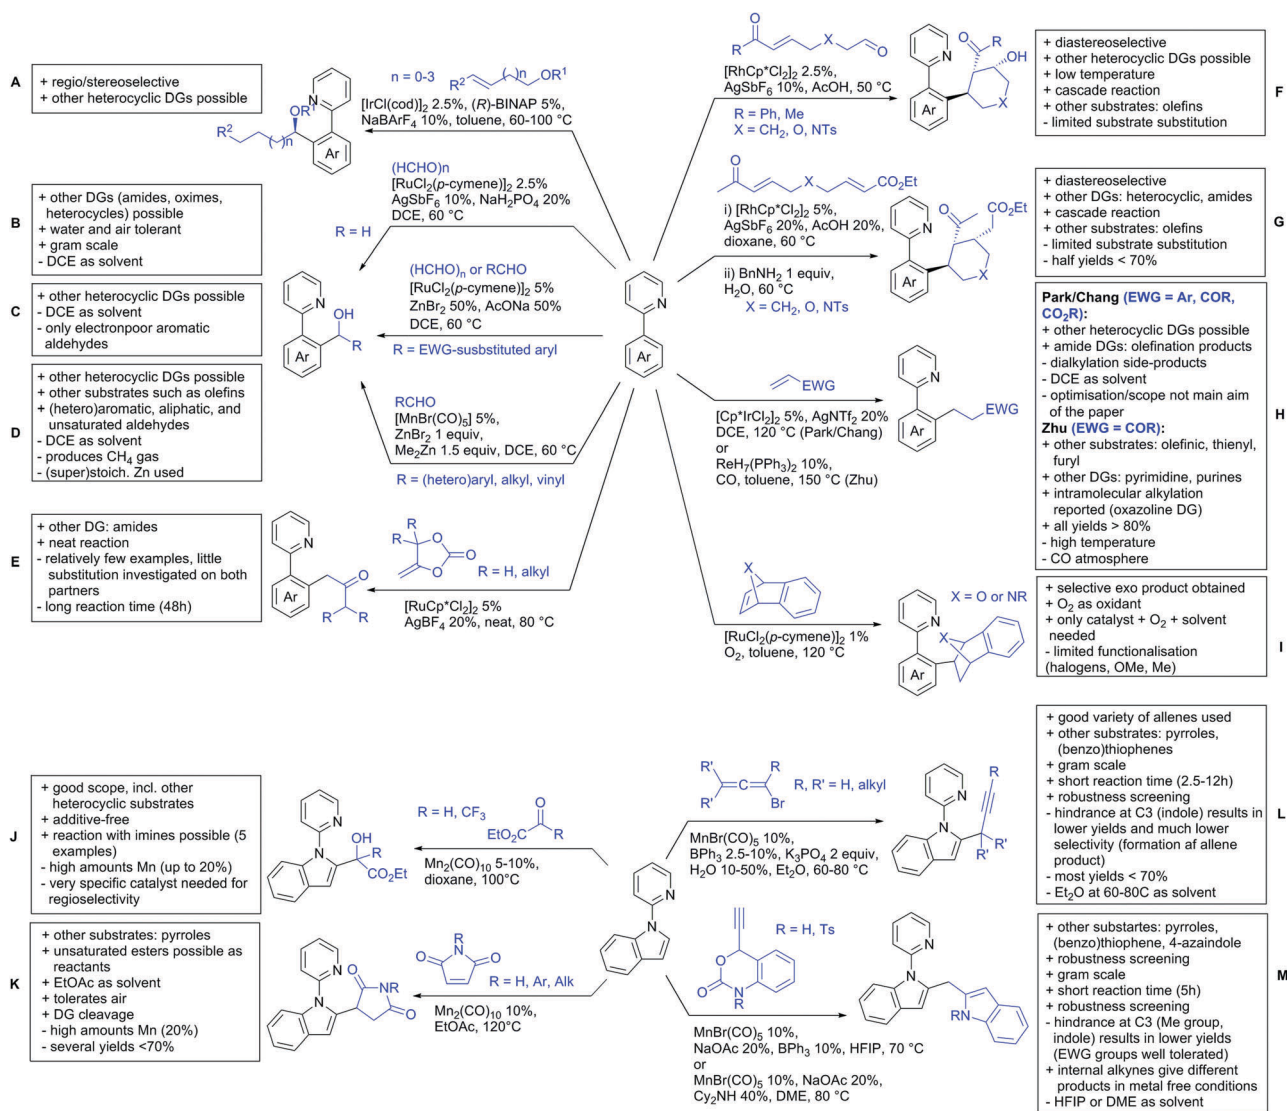 A
+ regio/stereoselective
+ other heterocyclic DGs possible
n = 0-3
R2
n
OR1
[IrCl(cod)]2 2.5%, (R)-BINAP 5%,
NaBArF4 10%, toluene, 60-100 °C
N
OR1
R2
n
Ar
B
+ other DGs (amides, oximes,
heterocycles) possible
+ water and air tolerant
+ gram scale
- DCE as solvent
(HCHO)n
[RuCl2(p-cymene)]2 2.5%
AgSbF6 10%, NaH2PO4 20%
DCE, 60 °C
R = H
C
+ other heterocyclic DGs possible
- DCE as solvent
- only electronpoor aromatic
aldehydes
(HCHO)n or RCHO
[RuCl2(p-cymene)]2 5%
ZnBr2 50%, AcONa 50%
DCE, 60 °C
R = EWG-susbstituted aryl
N
OH
Ar
R
D
+ other heterocyclic DGs possible
+ other substrates such as olefins
+ (hetero)aromatic, aliphatic, and
unsaturated aldehydes
- DCE as solvent
- produces CH4 gas
- (super)stoich. Zn used
RCHO
[MnBr(CO)5] 5%,
ZnBr2 1 equiv,
Me2Zn 1.5 equiv, DCE, 60 °C
R = (hetero)aryl, alkyl, vinyl
E
+ other DG: amides
+ neat reaction
- relatively few examples, little
substitution investigated on both
partners
- long reaction time (48h)
N
Ar
O
R
R
R
R
O
O
O
R = H, alkyl
[RuCp*Cl2]2 5%
AgBF4 20%, neat, 80 °C
N
Ar
O
R
X
O
[RhCp*Cl2]2 2.5%,
AgSbF6 10%, AcOH, 50 °C
R = Ph, Me
X = CH2, O, NTs
N
O
R
OH
Ar
X
+ diastereoselective
+ other heterocyclic DGs possible
+ low temperature
+ cascade reaction
+ other substrates: olefins
- limited substrate substitution
F
O
X
CO2Et
i) [RhCp*Cl2]2 5%,
AgSbF6 20%, AcOH 20%,
dioxane, 60 °C
ii) BnNH2 1 equiv,
H2O, 60 °C
X = CH2, O, NTs
N
O
CO2Et
Ar
X
+ diastereoselective
+ other DGs: heterocyclic, amides
+ cascade reaction
+ other substrates: olefins
- limited substrate substitution
- half yields < 70%
G
EWG
[Cp*IrCl2]2 5%, AgNTf2 20%
DCE, 120 °C (Park/Chang)
or
ReH7(PPh3)2 10%,
CO, toluene, 150 °C (Zhu)
N
EWG
Ar
Park/Chang (EWG = Ar, COR,
CO2R):
+ other heterocyclic DGs possible
+ amide DGs: olefination products
- dialkylation side-products
- DCE as solvent
- optimisation/scope not main aim
of the paper
Zhu (EWG = COR):
+ other substrates: olefinic, thienyl,
furyl
+ other DGs: pyrimidine, purines
+ intramolecular alkylation
reported (oxazoline DG)
+ all yields > 80%
- high temperature
- CO atmosphere
H
X
[RuCl2(p-cymene)]2 1%
O2, toluene, 120 °C
X = O or NR
N
X
Ar
+ selective exo product obtained
+ O2 as oxidant
+ only catalyst + O2 + solvent
needed
- limited functionalisation
(halogens, OMe, Me)
I
J
+ good scope, incl. other
heterocyclic substrates
+ additive-free
+ reaction with imines possible (5
examples)
- high amounts Mn (up to 20%)
- very specific catalyst needed for
regioselectivity
N
OH
N
R
CO2Et
R = H, CF3
O
EtO2C
R
Mn2(CO)10 5-10%,
dioxane, 100°C
K
+ other substrates: pyrroles
+ unsaturated esters possible as
reactants
+ EtOAc as solvent
+ tolerates air
+ DG cleavage
- high amounts Mn (20%)
- several yields <70%
N
N
O
R
N
O
R
O
N
O
R = H, Ar, Alk
Mn2(CO)10 10%,
EtOAc, 120°C
N
N
R'
R
R'
Br
R, R' = H, alkyl
MnBr(CO)5 10%,
BPh3 2.5-10%, K3PO4 2 equiv,
H2O 10-50%, Et2O, 60-80 °C
N
N
R
R'
R'
+ good variety of allenes used
+ other substrates: pyrroles,
(benzo)thiophenes
+ gram scale
+ short reaction time (2.5-12h)
+ robustness screening
- hindrance at C3 (indole) results in
lower yields and much lower
selectivity (formation af allene
product)
- most yields < 70%
- Et2O at 60-80C as solvent
L
O
O
N
R
R = H, Ts
MnBr(CO)5 10%,
NaOAc 20%, BPh3 10%, HFIP, 70 °C
or
MnBr(CO)5 10%, NaOAc 20%,
Cy2NH 40%, DME, 80 °C
N
N
RN
+ other substartes: pyrroles,
(benzo)thiophene, 4-azaindole
+ robustness screening
+ gram scale
+ short reaction time (5h)
+ robustness screening
- hindrance at C3 (Me group,
indole) results in lower yields
(EWG groups well tolerated)
+ internal alkynes give different
products in metal free conditions
- HFIP or DME as solvent
M